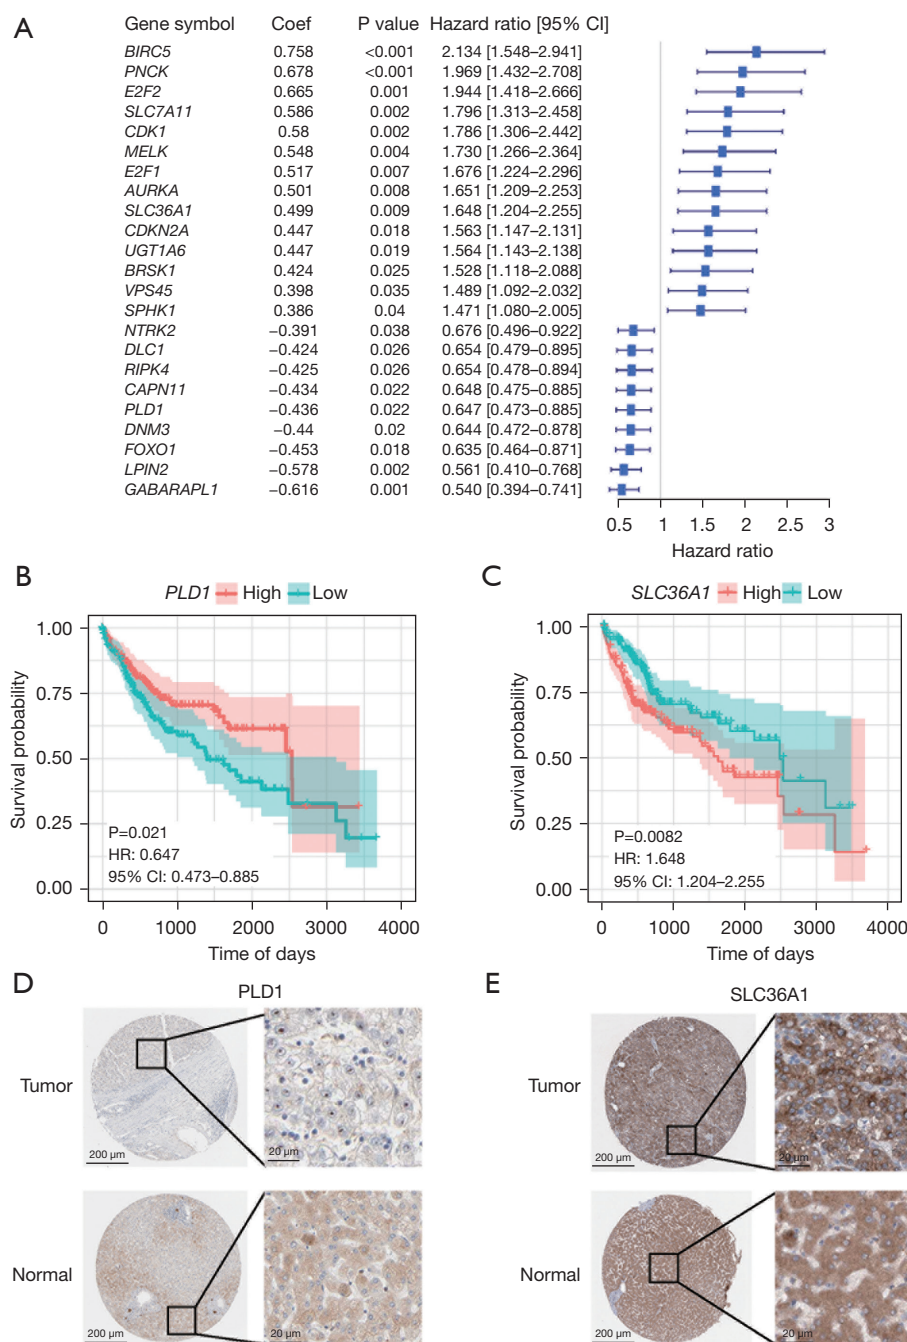 A
Gene symbol Coef P value Hazard ratio [95% CI]
BIRC5 0.758 <0.001 2.134 [1.548–2.941]
PNCK 0.678 <0.001 1.969 [1.432–2.708]
E2F2 0.665 0.001 1.944 [1.418–2.666]
SLC7A11 0.586 0.002 1.796 [1.313–2.458]
CDK1 0.58 0.002 1.786 [1.306–2.442]
MELK 0.548 0.004 1.730 [1.266–2.364]
E2F1 0.517 0.007 1.676 [1.224–2.296]
AURKA 0.501 0.008 1.651 [1.209–2.253]
SLC36A1 0.499 0.009 1.648 [1.204–2.255]
CDKN2A 0.447 0.018 1.563 [1.147–2.131]
UGT1A6 0.447 0.019 1.564 [1.143–2.138]
BRSK1 0.424 0.025 1.528 [1.118–2.088]
VPS45 0.398 0.035 1.489 [1.092–2.032]
SPHK1 0.386 0.04 1.471 [1.080–2.005]
NTRK2 −0.391 0.038 0.676 [0.496–0.922]
DLC1 −0.424 0.026 0.654 [0.479–0.895]
RIPK4 −0.425 0.026 0.654 [0.478–0.894]
CAPN11 −0.434 0.022 0.648 [0.475–0.885]
PLD1 −0.436 0.022 0.647 [0.473–0.885]
DNM3 −0.44 0.02 0.644 [0.472–0.878]
FOXO1 −0.453 0.018 0.635 [0.464–0.871]
LPIN2 −0.578 0.002 0.561 [0.410–0.768]
GABARAPL1 −0.616 0.001 0.540 [0.394–0.741]
0.5 1 1.5 2 2.5 3
Hazard ratio
B
PLD1 High Low
Survival probability
1.00
0.75
0.50
0.25
0.00
P=0.021
HR: 0.647
95% CI: 0.473–0.885
0 1000 2000 3000 4000
Time of days
C
SLC36A1 High Low
Survival probability
1.00
0.75
0.50
0.25
0.00
P=0.0082
HR: 1.648
95% CI: 1.204–2.255
0 1000 2000 3000 4000
Time of days
D
PLD1
Tumor
200 µm
20 µm
Normal
200 µm
20 µm
E
SLC36A1
Tumor
200 µm
20 µm
Normal
200 µm
20 µm